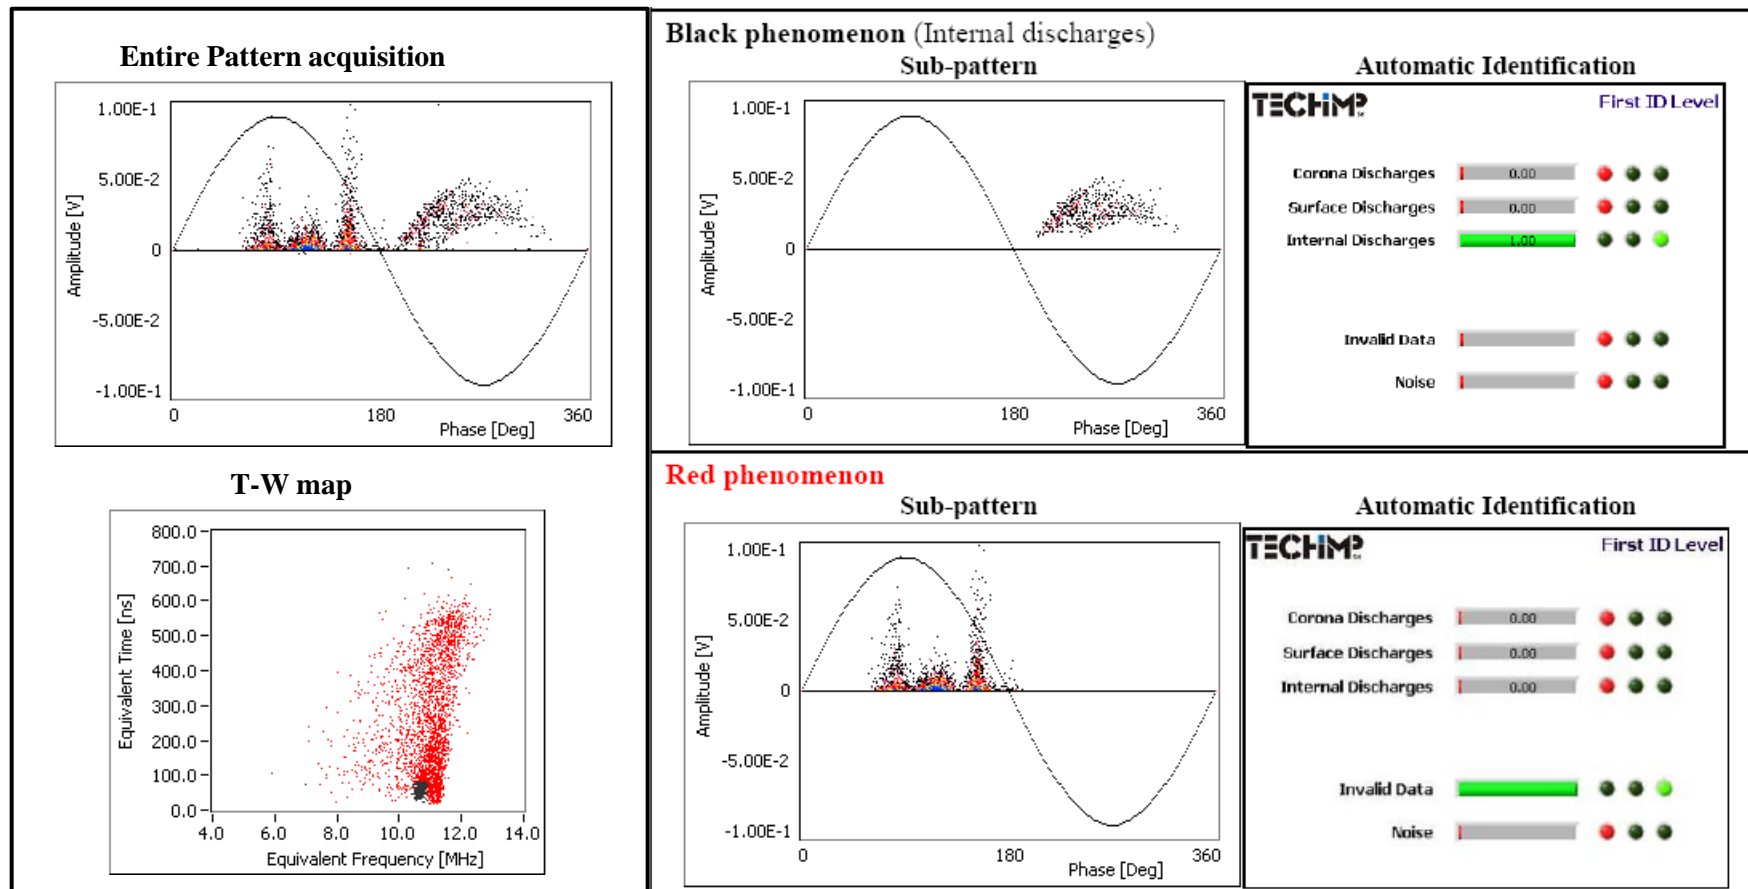 Entire Pattern acquisition
1.00E-1
5.00E-2
0
-5.00E-2
-1.00E-1
Amplitude [V]
0 180 360
Phase [Deg]
T-W map
800.0
700.0
600.0
500.0
400.0
300.0
200.0
100.0
0.0
Equivalent Time [ns]
4.0 6.0 8.0 10.0 12.0 14.0
Equivalent Frequency [MHz]
Black phenomenon (Internal discharges)
Sub-pattern
1.00E-1
5.00E-2
0
-5.00E-2
-1.00E-1
Amplitude [V]
0 180 360
Phase [Deg]
Automatic Identification
TECHIMP
First ID Level
Corona Discharges 0.00
Surface Discharges 0.00
Internal Discharges 1.00
Invalid Data
Noise
Red phenomenon
Sub-pattern
1.00E-1
5.00E-2
0
-5.00E-2
-1.00E-1
Amplitude [V]
0 180 360
Phase [Deg]
Automatic Identification
TECHIMP
First ID Level
Corona Discharges 0.00
Surface Discharges 0.00
Internal Discharges 0.00
Invalid Data
Noise